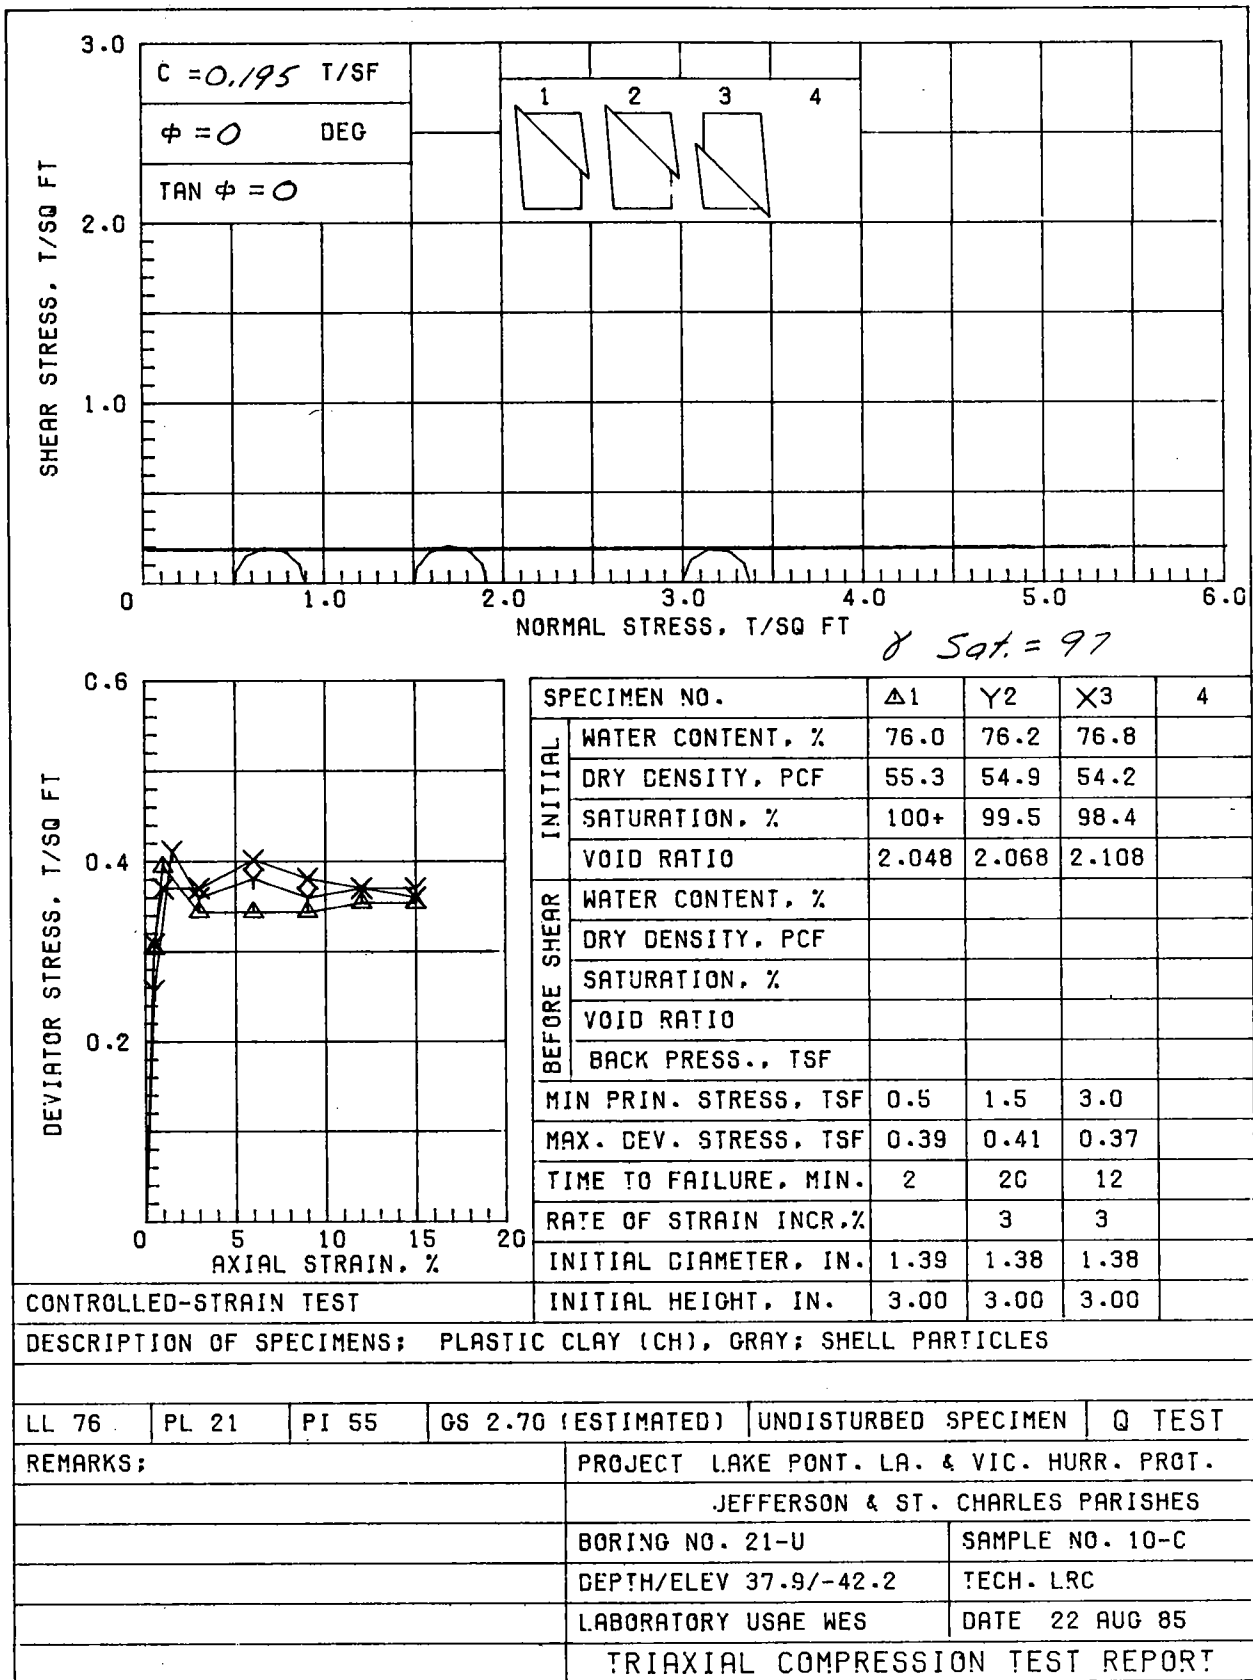 3.0
C = 0.195 T/SF
φ = 0 DEG
TAN φ = 0
1 2 3 4
2.0
1.0
SHEAR STRESS, T/SQ FT
0 1.0 2.0 3.0 4.0 5.0 6.0
NORMAL STRESS, T/SQ FT
γ Sat. = 97
0.6
0.4
0.2
DEVIATOR STRESS, T/SQ FT
0 5 10 15 20
AXIAL STRAIN, %
CONTROLLED-STRAIN TEST
SPECIMEN NO. △1 Y2 X3 4
INITIAL
WATER CONTENT, % 76.0 76.2 76.8
DRY DENSITY, PCF 55.3 54.9 54.2
SATURATION, % 100+ 99.5 98.4
VOID RATIO 2.048 2.068 2.108
BEFORE SHEAR
WATER CONTENT, %
DRY DENSITY, PCF
SATURATION, %
VOID RATIO
BACK PRESS., TSF
MIN PRIN. STRESS, TSF 0.5 1.5 3.0
MAX. DEV. STRESS, TSF 0.39 0.41 0.37
TIME TO FAILURE, MIN. 2 20 12
RATE OF STRAIN INCR,% 3 3
INITIAL DIAMETER, IN. 1.39 1.38 1.38
INITIAL HEIGHT, IN. 3.00 3.00 3.00
DESCRIPTION OF SPECIMENS; PLASTIC CLAY (CH), GRAY; SHELL PARTICLES
LL 76 PL 21 PI 55 GS 2.70 (ESTIMATED) UNDISTURBED SPECIMEN Q TEST
REMARKS;
PROJECT LAKE PONT. LA. & VIC. HURR. PROT.
JEFFERSON & ST. CHARLES PARISHES
BORING NO. 21-U SAMPLE NO. 10-C
DEPTH/ELEV 37.9/-42.2 TECH. LRC
LABORATORY USAE WES DATE 22 AUG 85
TRIAXIAL COMPRESSION TEST REPORT